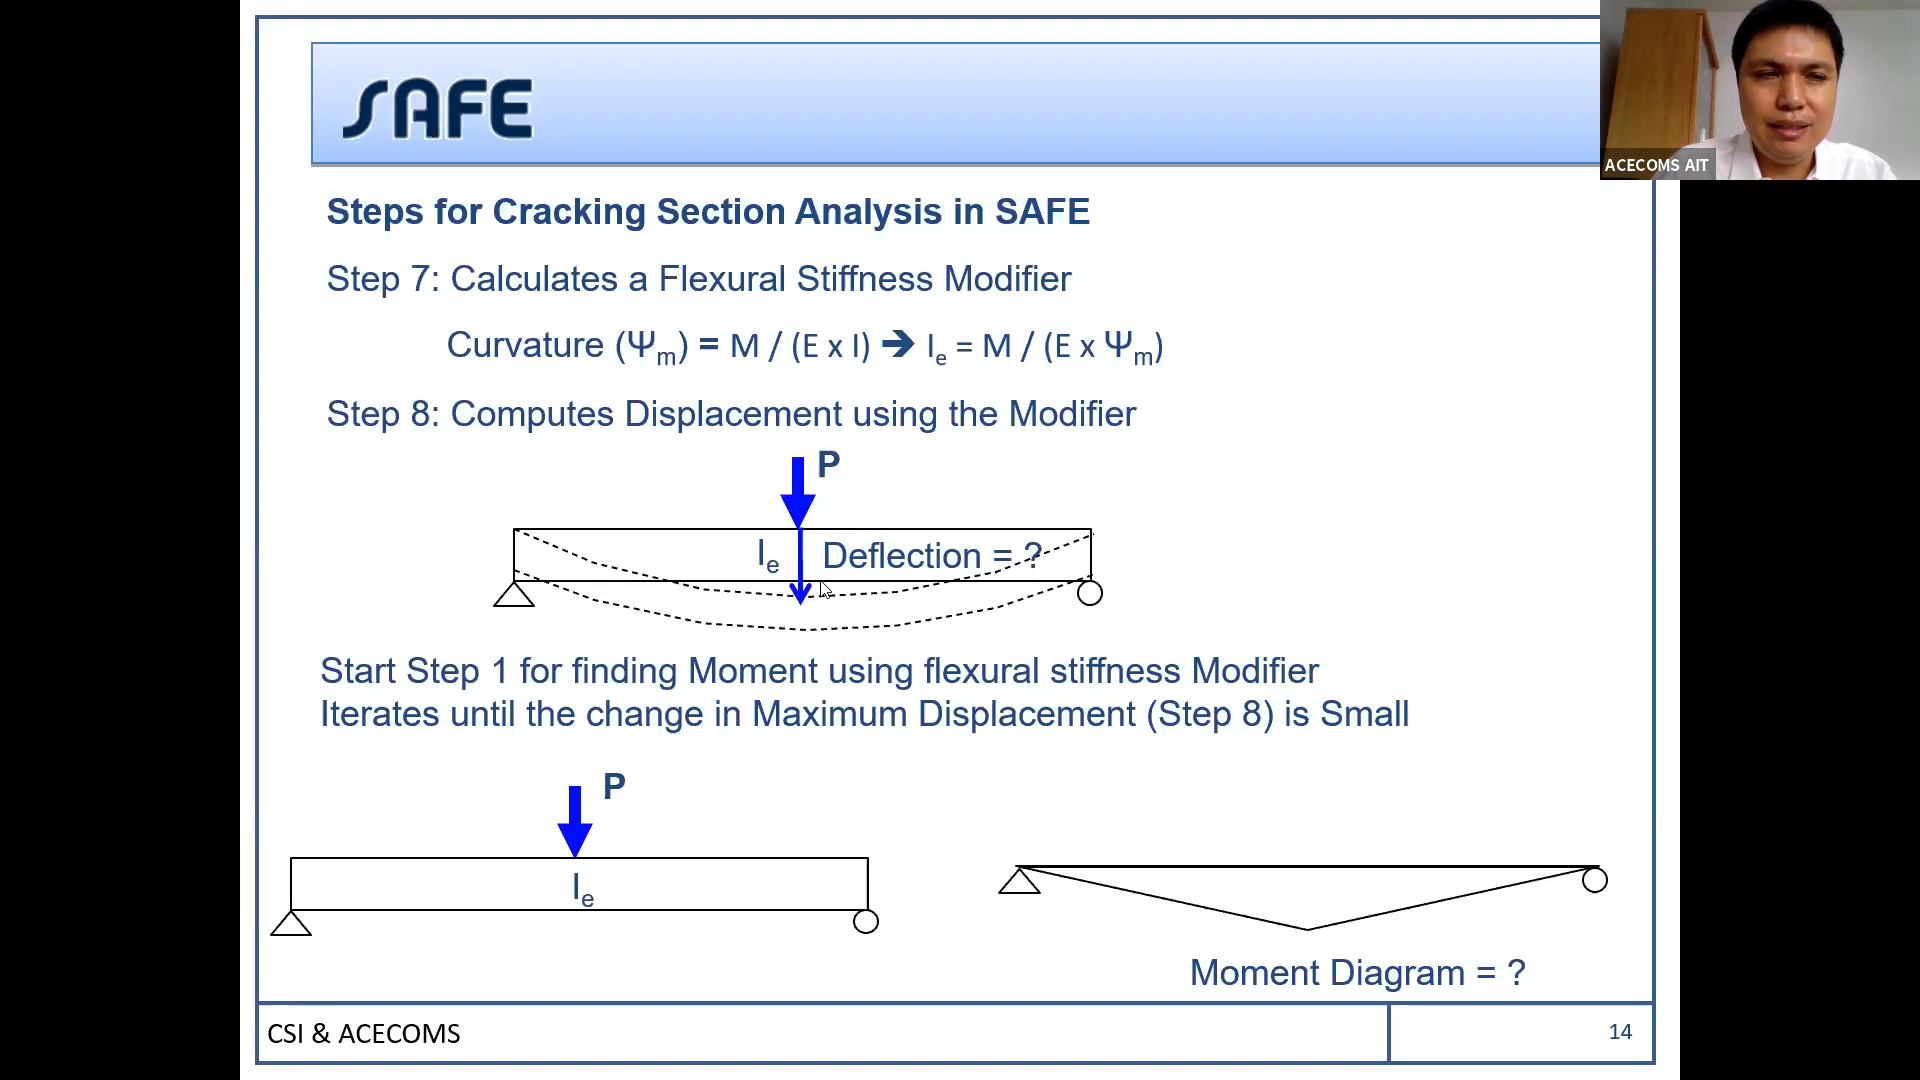 SAFE
ACECOMS AIT
Steps for Cracking Section Analysis in SAFE
Step 7: Calculates a Flexural Stiffness Modifier
Curvature (Ψm) = M / (E x I) ➔ Ie = M / (E x Ψm)
Step 8: Computes Displacement using the Modifier
P
Ie Deflection = ?
Start Step 1 for finding Moment using flexural stiffness Modifier
Iterates until the change in Maximum Displacement (Step 8) is Small
P
Ie
Moment Diagram = ?
CSI & ACECOMS
14